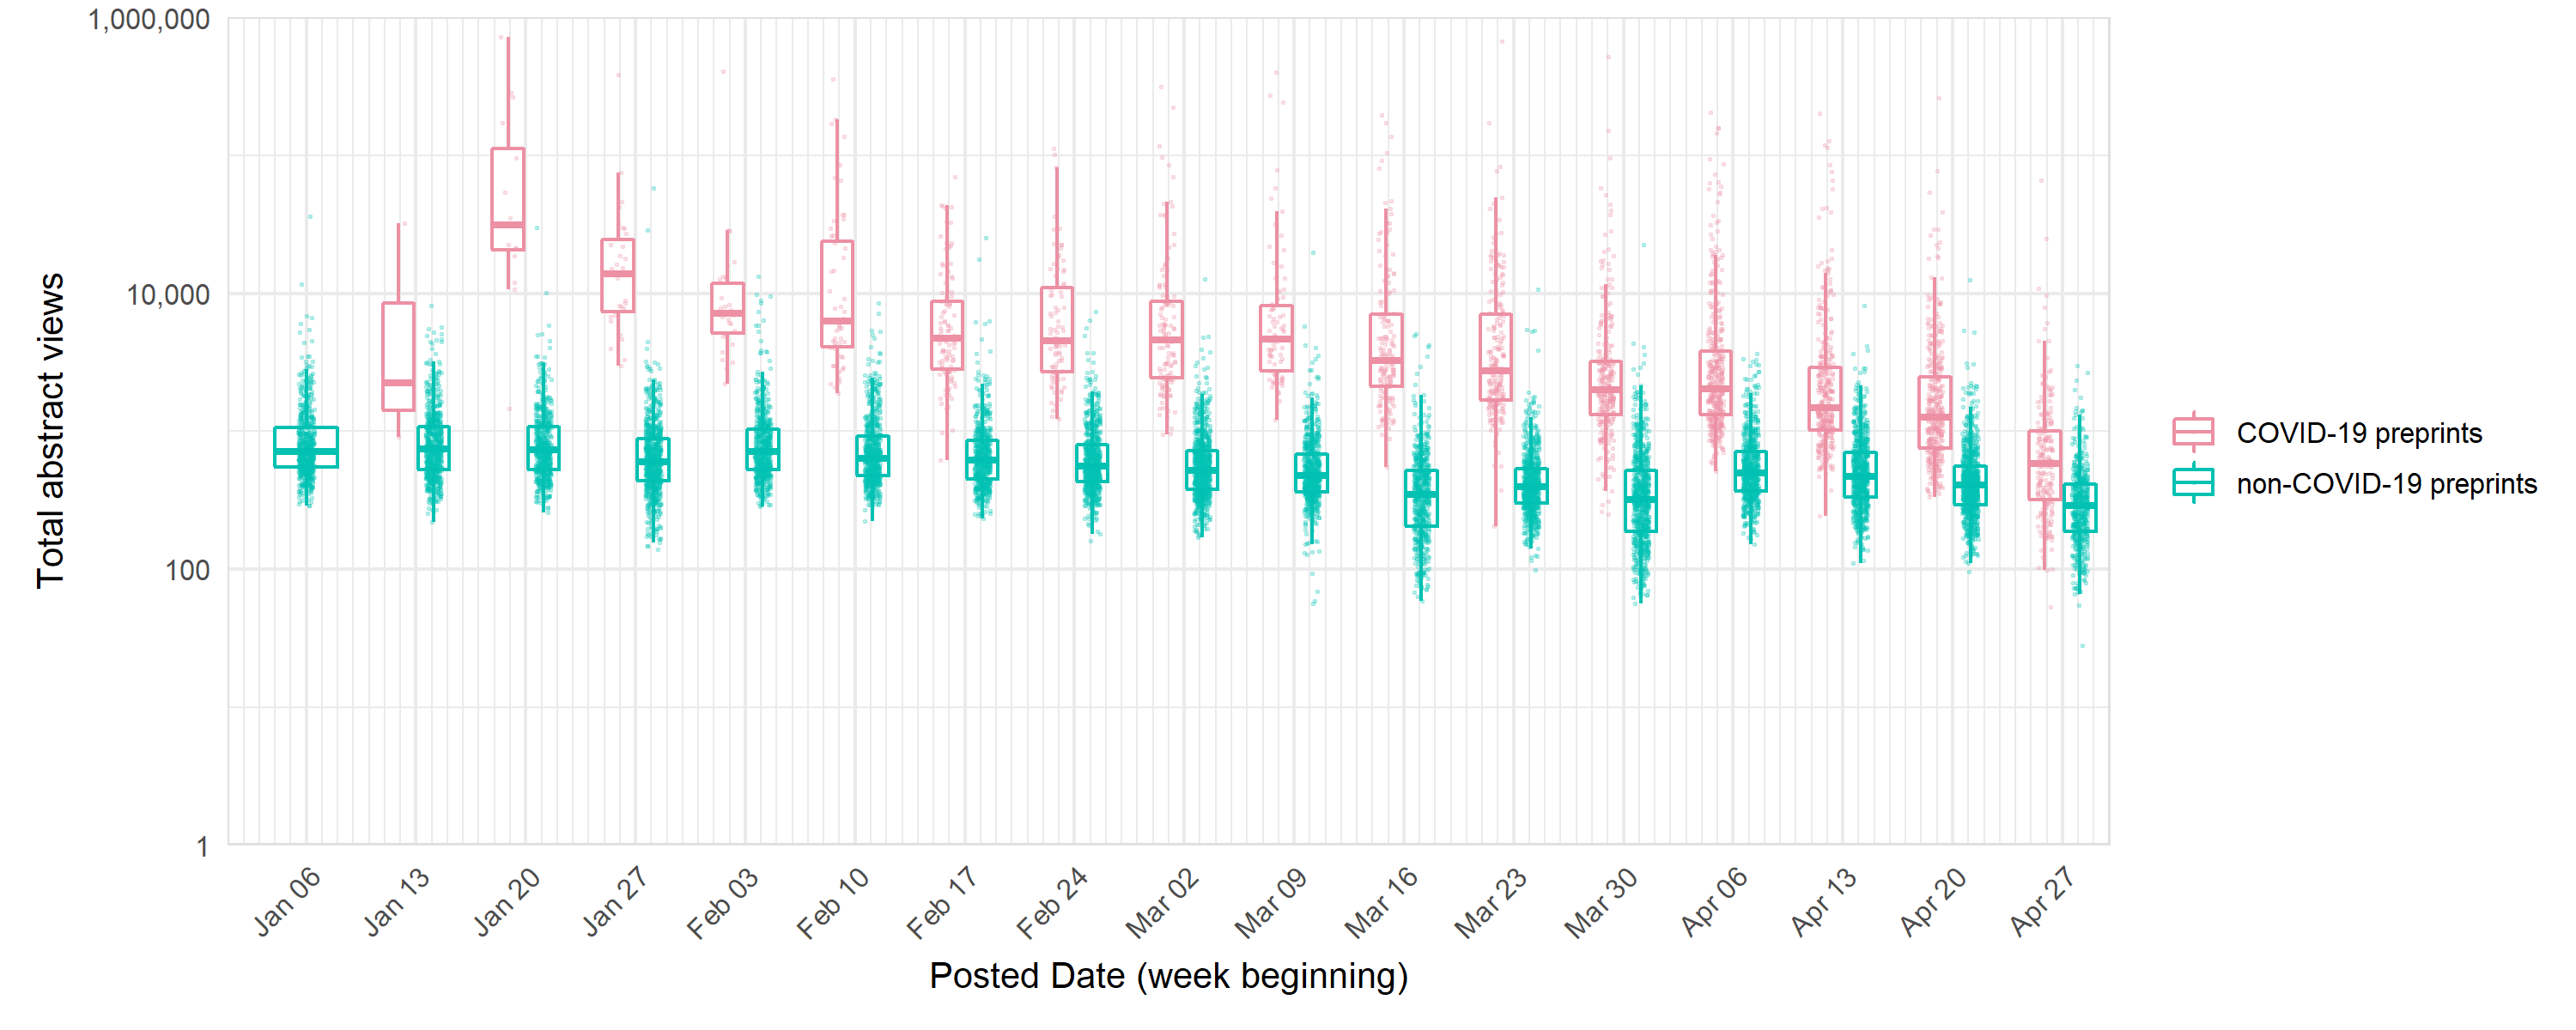 Total abstract views
1,000,000
10,000
100
1
Jan 06
Jan 13
Jan 20
Jan 27
Feb 03
Feb 10
Feb 17
Feb 24
Mar 02
Mar 09
Mar 16
Mar 23
Mar 30
Apr 06
Apr 13
Apr 20
Apr 27
Posted Date (week beginning)
COVID-19 preprints
non-COVID-19 preprints